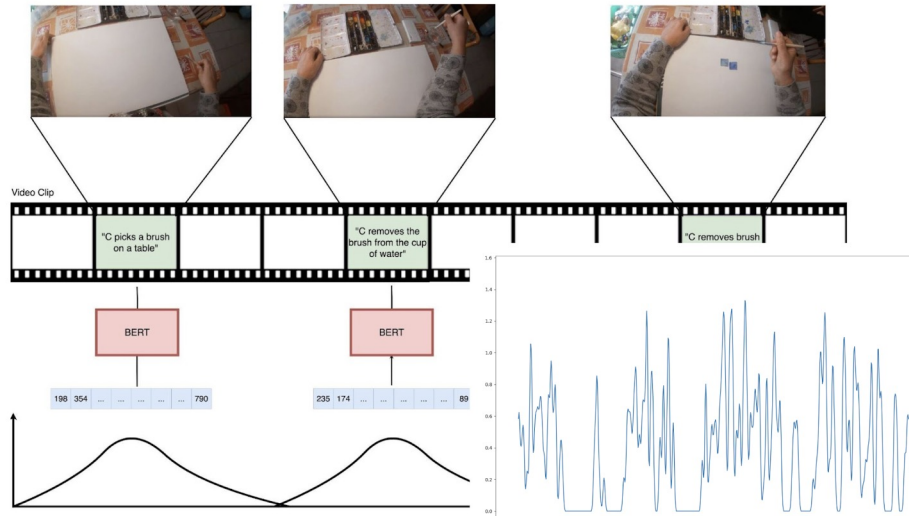 Video Clip
"C picks a brush
on a table"
"C removes the
brush from the cup
of water"
"C removes brush
BERT
BERT
198 354 ... ... ... ... ... 790
235 174 ... ... ... ... ... 89
1.6
1.4
1.2
1.0
0.8
0.6
0.4
0.2
0.0